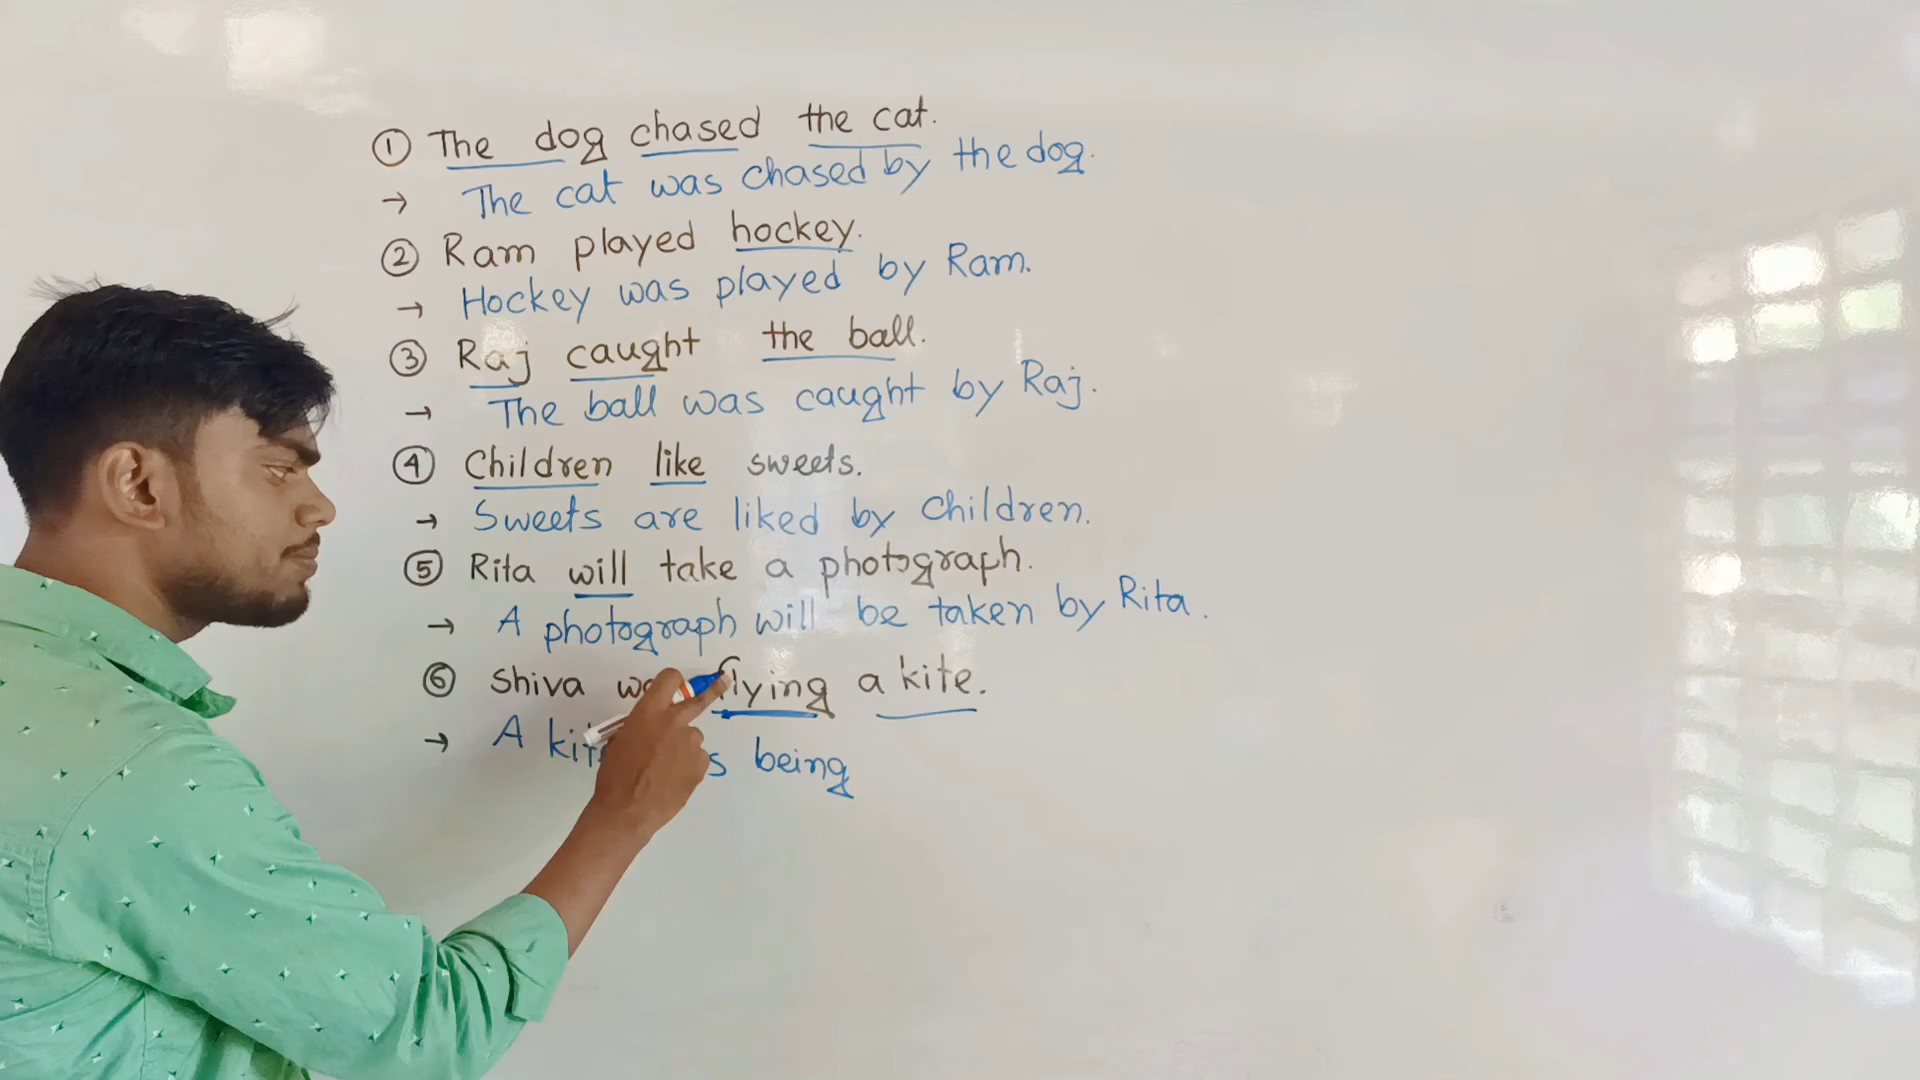 ① The dog chased the cat.
→ The cat was chased by the dog.
② Ram played hockey.
→ Hockey was played by Ram.
③ Raj caught the ball.
→ The ball was caught by Raj.
④ Children like sweets.
→ Sweets are liked by children.
⑤ Rita will take a photograph.
→ A photograph will be taken by Rita.
⑥ Shiva flying a kite.
→ A being